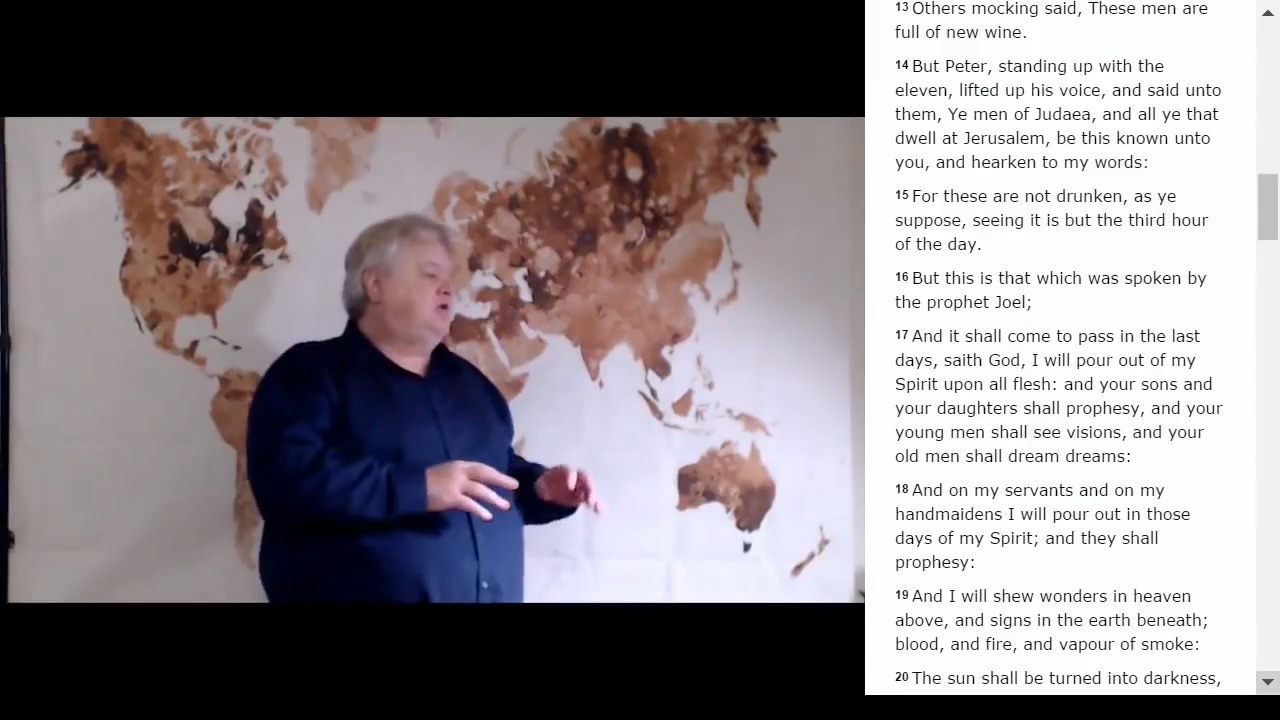 13 Others mocking said, These men are
full of new wine.
14 But Peter, standing up with the
eleven, lifted up his voice, and said unto
them, Ye men of Judaea, and all ye that
dwell at Jerusalem, be this known unto
you, and hearken to my words:
15 For these are not drunken, as ye
suppose, seeing it is but the third hour
of the day.
16 But this is that which was spoken by
the prophet Joel;
17 And it shall come to pass in the last
days, saith God, I will pour out of my
Spirit upon all flesh: and your sons and
your daughters shall prophesy, and your
young men shall see visions, and your
old men shall dream dreams:
18 And on my servants and on my
handmaidens I will pour out in those
days of my Spirit; and they shall
prophesy:
19 And I will shew wonders in heaven
above, and signs in the earth beneath;
blood, and fire, and vapour of smoke:
20 The sun shall be turned into darkness,